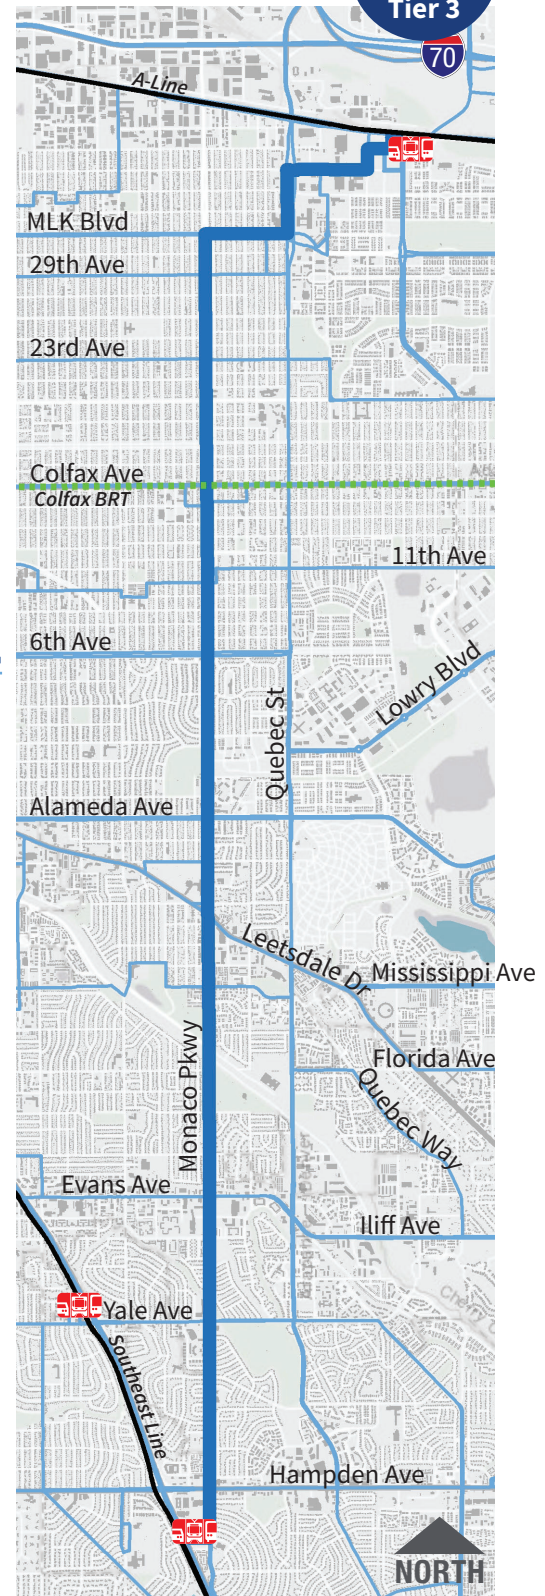 Tier 3
70
A-Line
MLK Blvd
29th Ave
23rd Ave
Colfax Ave
Colfax BRT
11th Ave
6th Ave
Lowry Blvd
Quebec St
Alameda Ave
Leetsdale Dr
Mississippi Ave
Monaco Pkwy
Florida Ave
Quebec Way
Evans Ave
Iliff Ave
Cherry
Yale Ave
Southeast Line
Hampden Ave
NORTH